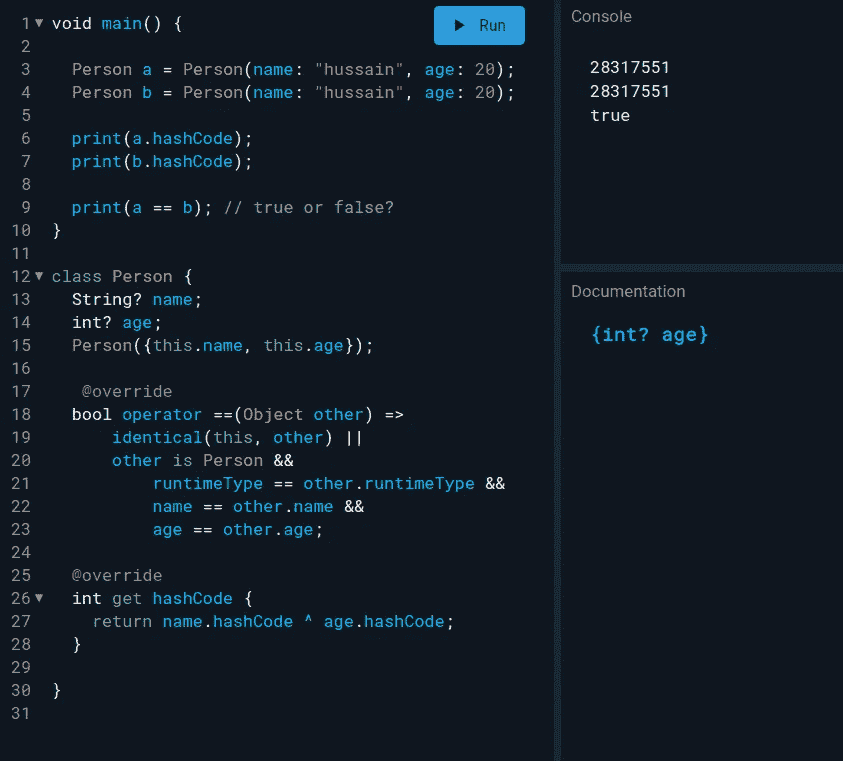 1 void main() {
2
3 Person a = Person(name: "hussain", age: 20);
4 Person b = Person(name: "hussain", age: 20);
5
6 print(a.hashCode);
7 print(b.hashCode);
8
9 print(a == b); // true or false?
10 }
11
12 class Person {
13 String? name;
14 int? age;
15 Person({this.name, this.age});
16
17 @override
18 bool operator ==(Object other) =>
19 identical(this, other) ||
20 other is Person &&
21 runtimeType == other.runtimeType &&
22 name == other.name &&
23 age == other.age;
24
25 @override
26 int get hashCode {
27 return name.hashCode ^ age.hashCode;
28 }
29
30 }
31
Run
Console
28317551
28317551
true
Documentation
{int? age}